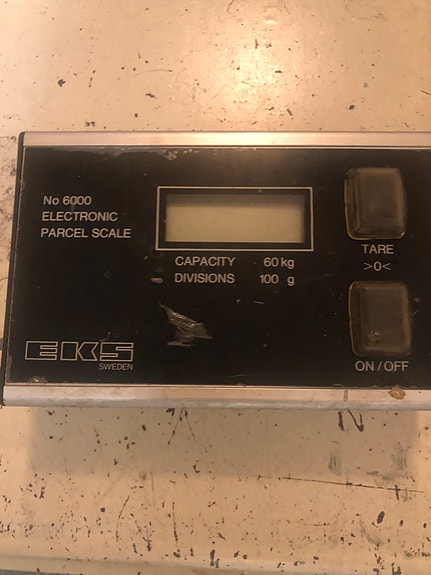 No 6000
ELECTRONIC
PARCEL SCALE
CAPACITY 60 kg
DIVISIONS 100 g
TARE
>0<
ON / OFF
EKS
SWEDEN